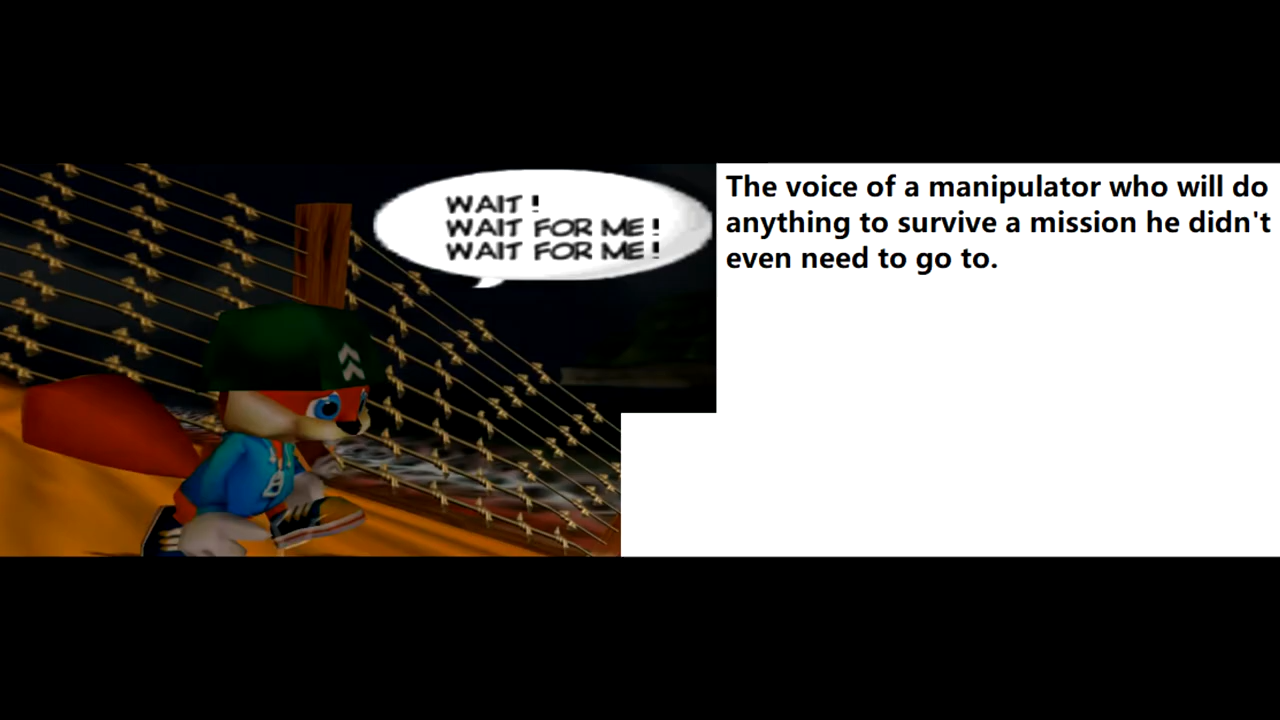 WAIT !
WAIT FOR ME !
WAIT FOR ME !
The voice of a manipulator who will do
anything to survive a mission he didn't
even need to go to.